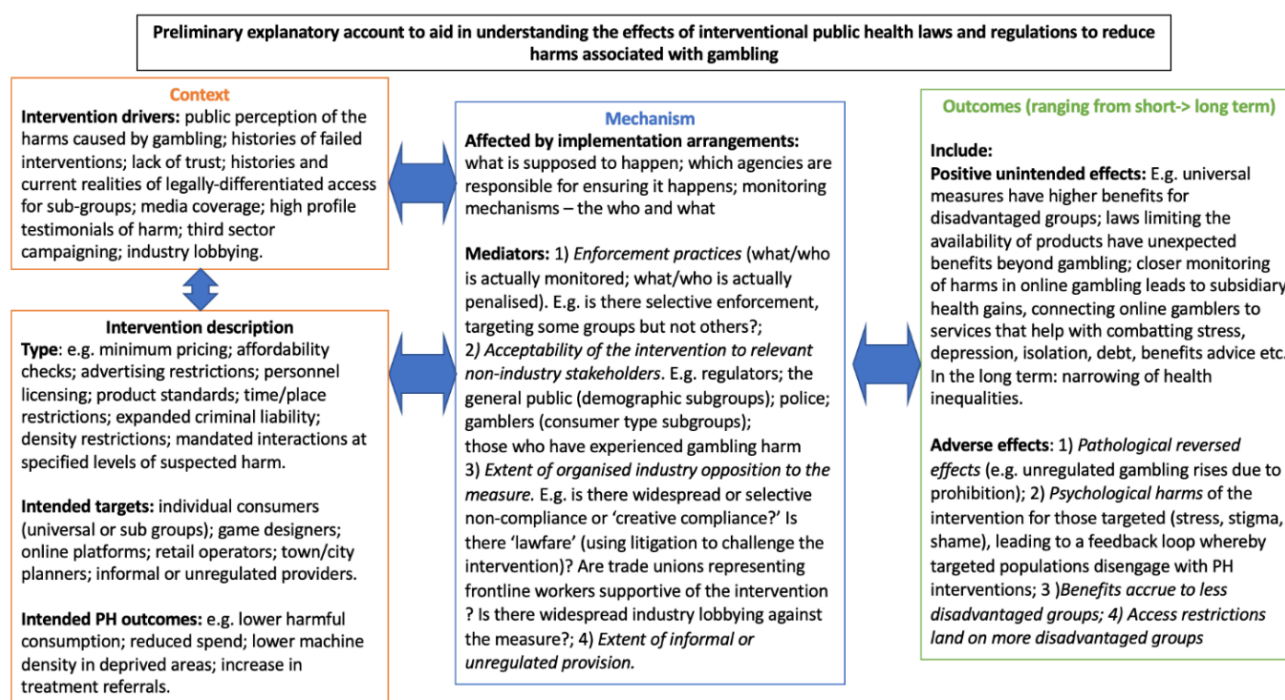 Preliminary explanatory account to aid in understanding the effects of interventional public health laws and regulations to reduce
harms associated with gambling
Context
Intervention drivers: public perception of the
harms caused by gambling; histories of failed
interventions; lack of trust; histories and
current realities of legally-differentiated access
for sub-groups; media coverage; high profile
testimonials of harm; third sector
campaigning; industry lobbying.
Intervention description
Type: e.g. minimum pricing; affordability
checks; advertising restrictions; personnel
licensing; product standards; time/place
restrictions; expanded criminal liability;
density restrictions; mandated interactions at
specified levels of suspected harm.
Intended targets: individual consumers
(universal or sub groups); game designers;
online platforms; retail operators; town/city
planners; informal or unregulated providers.
Intended PH outcomes: e.g. lower harmful
consumption; reduced spend; lower machine
density in deprived areas; increase in
treatment referrals.
Mechanism
Affected by implementation arrangements:
what is supposed to happen; which agencies are
responsible for ensuring it happens; monitoring
mechanisms – the who and what
Mediators: 1) Enforcement practices (what/who
is actually monitored; what/who is actually
penalised). E.g. is there selective enforcement,
targeting some groups but not others?;
2) Acceptability of the intervention to relevant
non-industry stakeholders. E.g. regulators; the
general public (demographic subgroups); police;
gamblers (consumer type subgroups);
those who have experienced gambling harm
3) Extent of organised industry opposition to the
measure. E.g. is there widespread or selective
non-compliance or ‘creative compliance?’ Is
there ‘lawfare’ (using litigation to challenge the
intervention)? Are trade unions representing
frontline workers supportive of the intervention
? Is there widespread industry lobbying against
the measure?; 4) Extent of informal or
unregulated provision.
Outcomes (ranging from short-> long term)
Include:
Positive unintended effects: E.g. universal
measures have higher benefits for
disadvantaged groups; laws limiting the
availability of products have unexpected
benefits beyond gambling; closer monitoring
of harms in online gambling leads to subsidiary
health gains, connecting online gamblers to
services that help with combatting stress,
depression, isolation, debt, benefits advice etc.
In the long term: narrowing of health
inequalities.
Adverse effects: 1) Pathological reversed
effects (e.g. unregulated gambling rises due to
prohibition); 2) Psychological harms of the
intervention for those targeted (stress, stigma,
shame), leading to a feedback loop whereby
targeted populations disengage with PH
interventions; 3 )Benefits accrue to less
disadvantaged groups; 4) Access restrictions
land on more disadvantaged groups